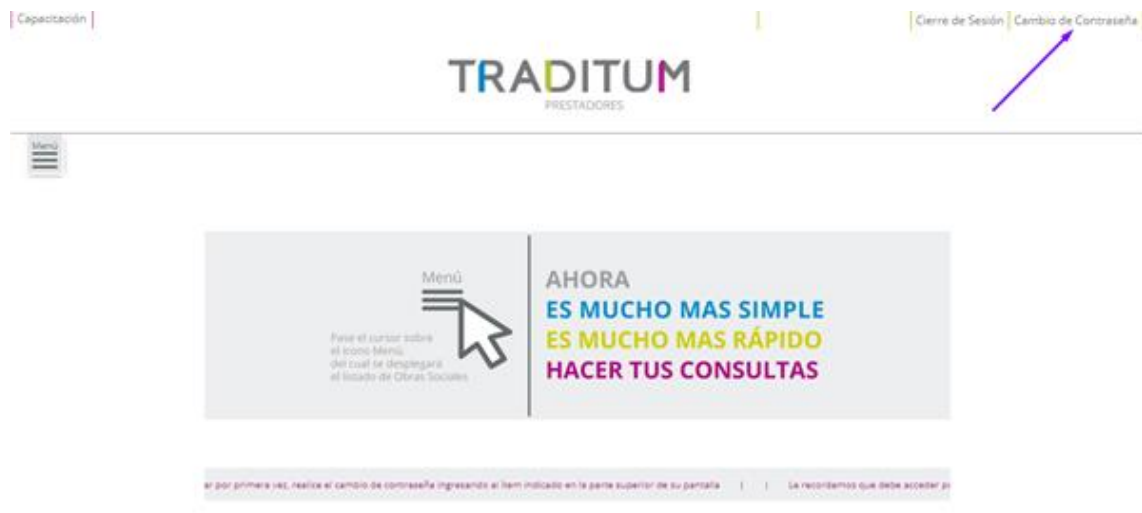 Capacitación
Cierre de Sesión
Cambio de Contraseña
TRADITUM
PRESTADORES
Menú
Menú
Pase el cursor sobre
el icono Menú,
del cual se desplegará
el listado de Obras Sociales
AHORA
ES MUCHO MAS SIMPLE
ES MUCHO MAS RÁPIDO
HACER TUS CONSULTAS
ar por primera vez, realice el cambio de contraseña ingresando al ítem indicado en la parte superior de su pantalla | | Le recordamos que debe acceder